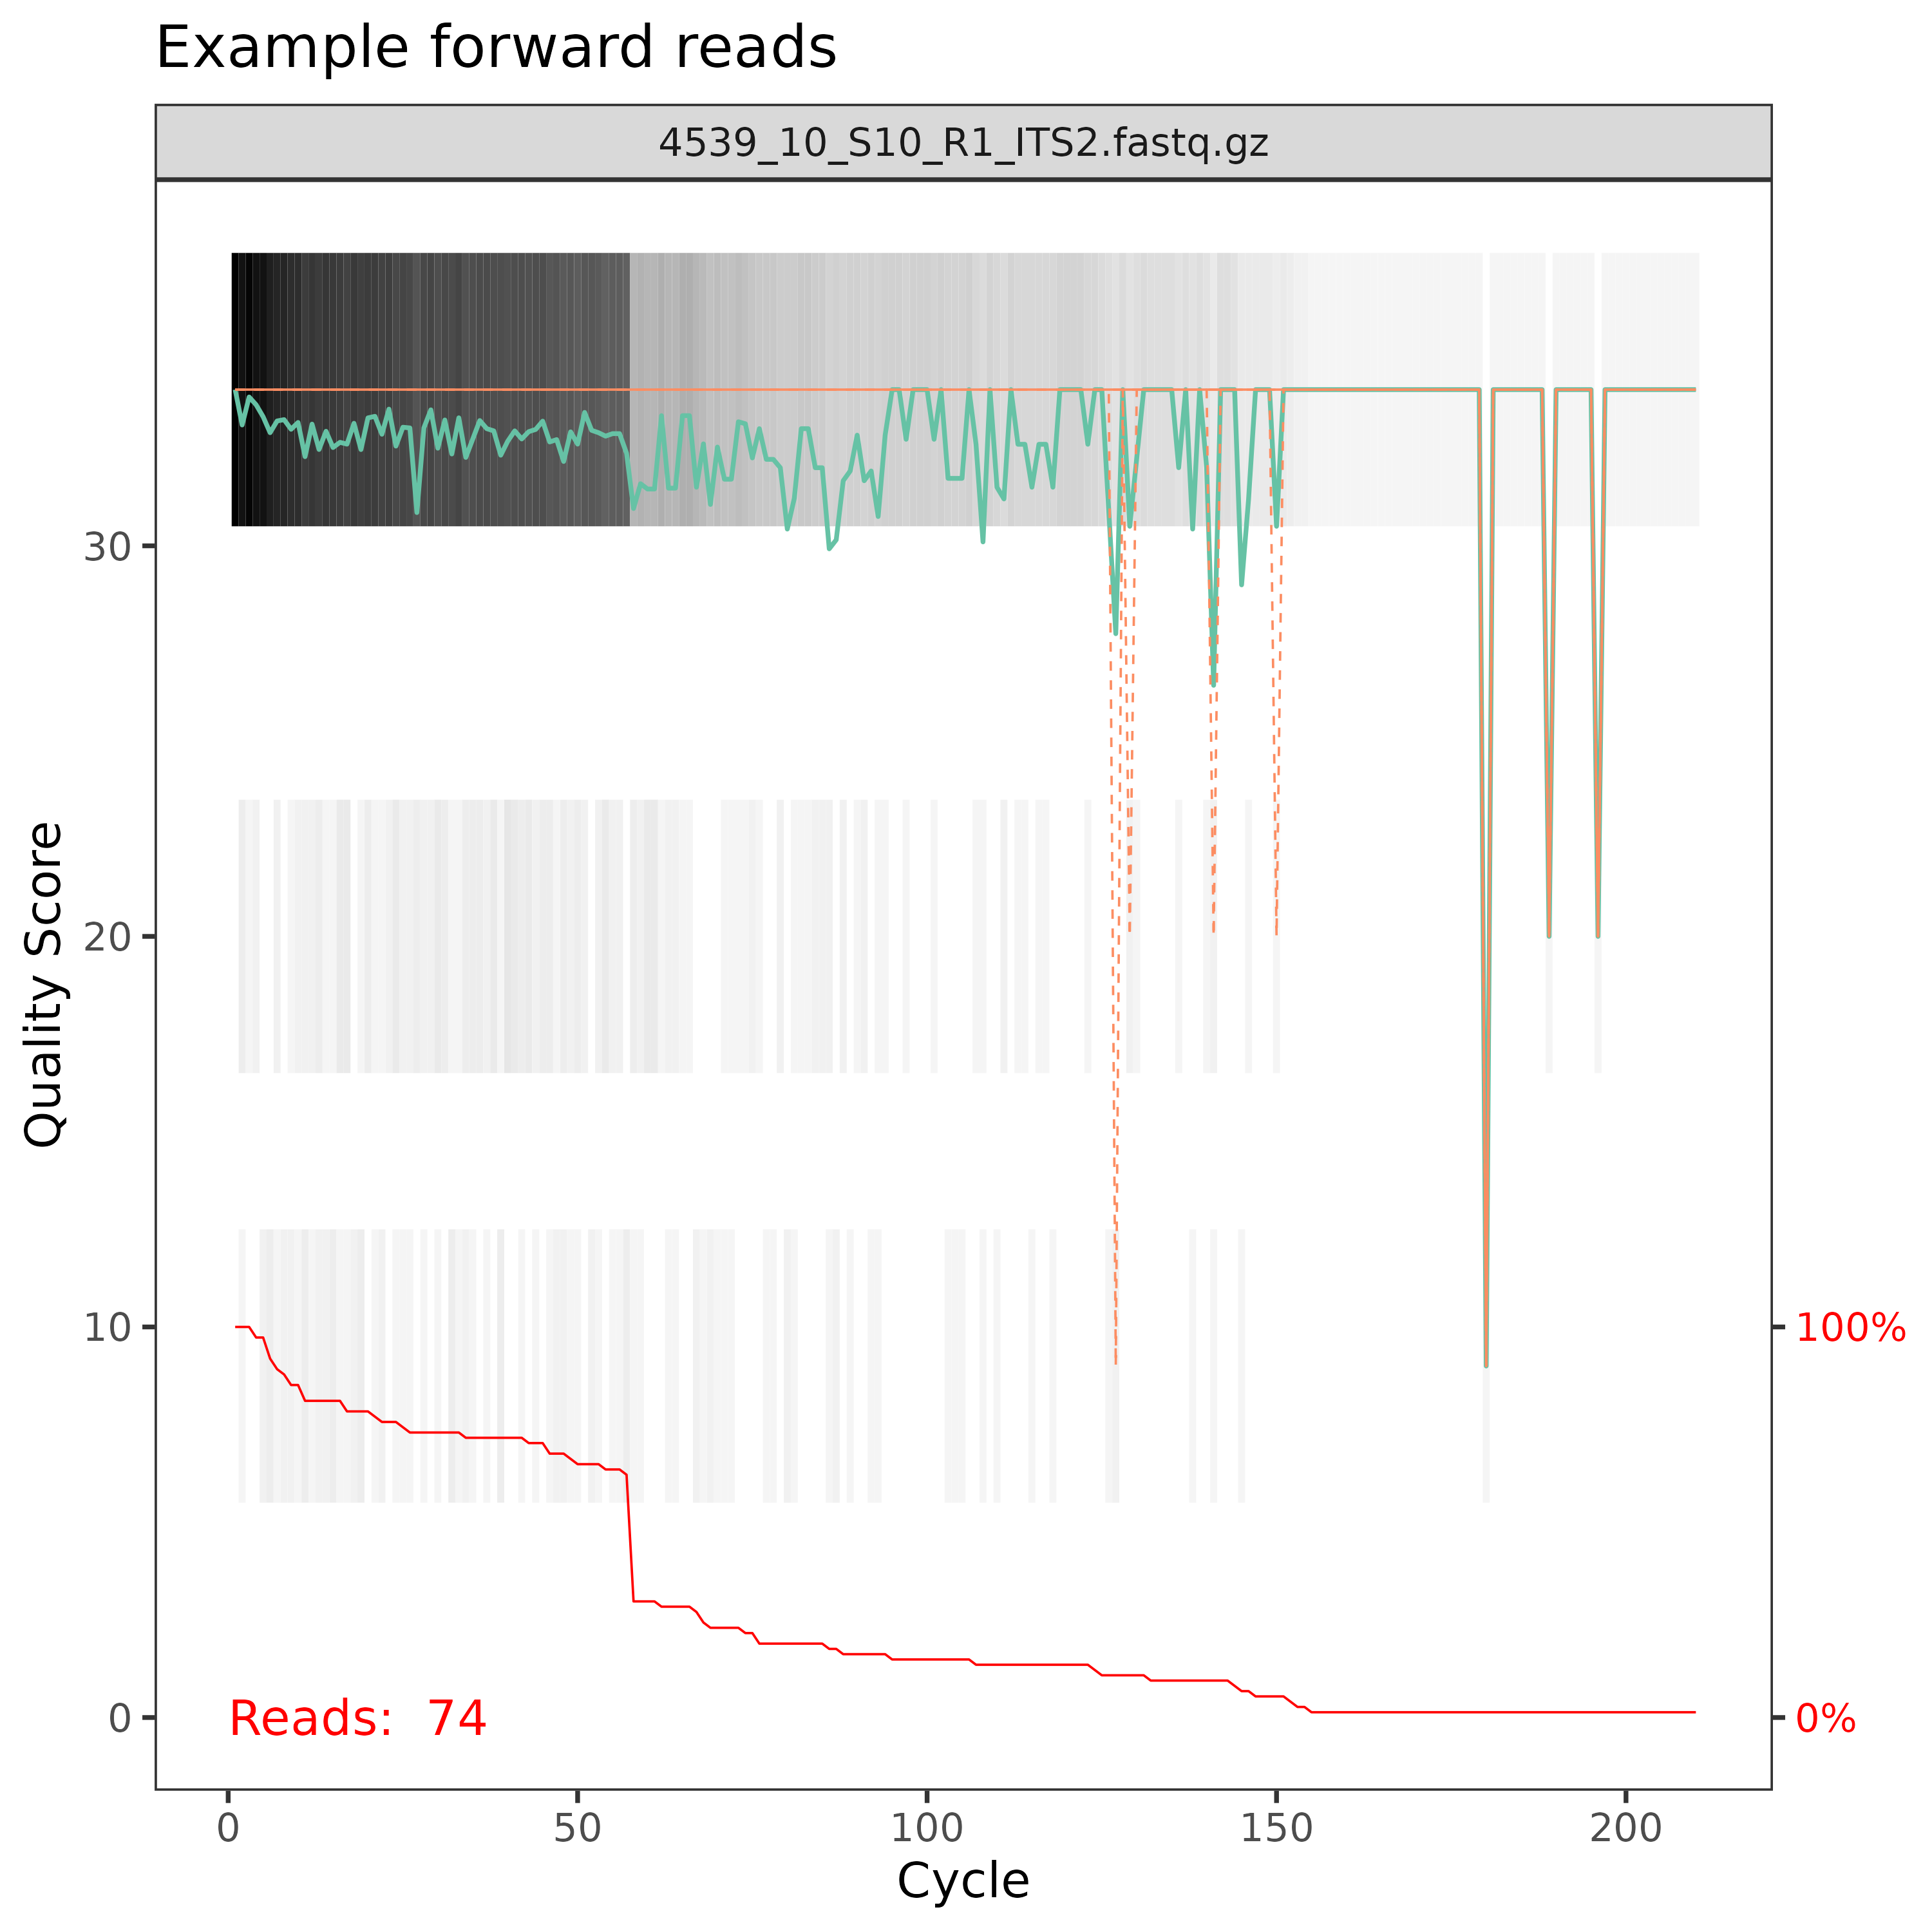 Example forward reads
4539_10_S10_R1_ITS2.fastq.gz
30
20
10
0
Quality Score
100%
0%
Reads:  74
0
50
100
150
200
Cycle